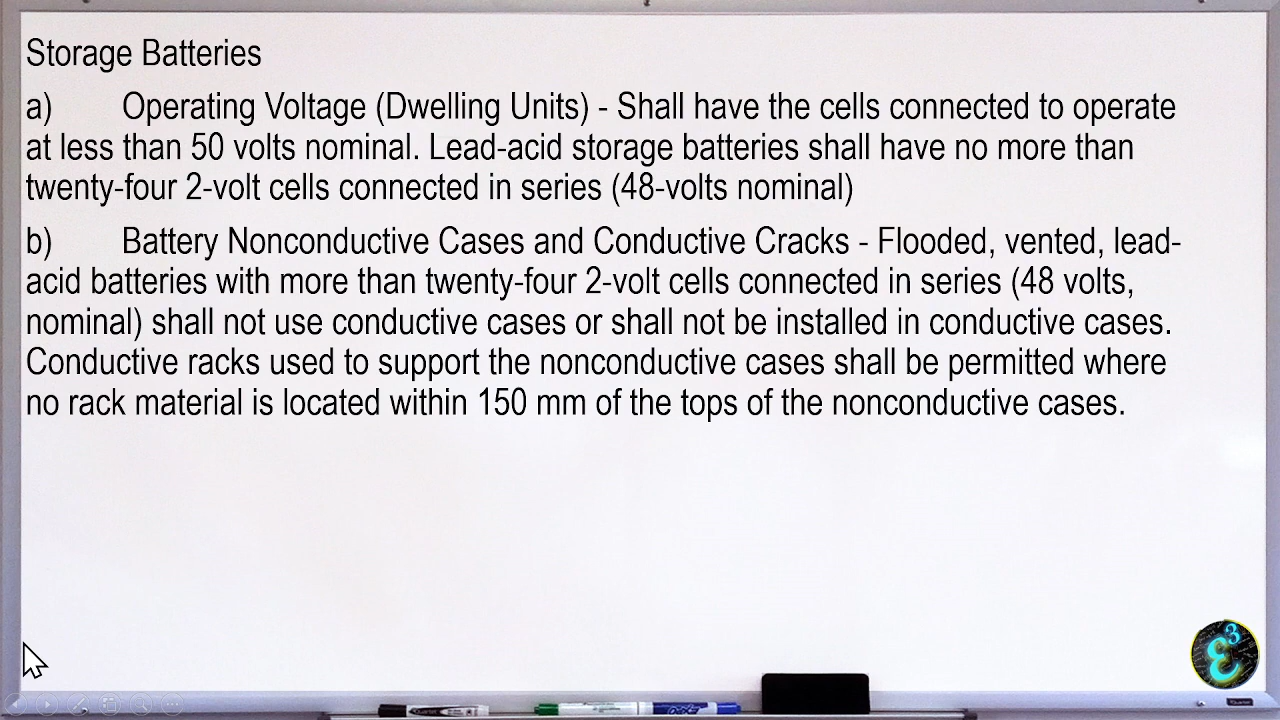 Storage Batteries
a) Operating Voltage (Dwelling Units) - Shall have the cells connected to operate
at less than 50 volts nominal. Lead-acid storage batteries shall have no more than
twenty-four 2-volt cells connected in series (48-volts nominal)
b) Battery Nonconductive Cases and Conductive Cracks - Flooded, vented, lead-
acid batteries with more than twenty-four 2-volt cells connected in series (48 volts,
nominal) shall not use conductive cases or shall not be installed in conductive cases.
Conductive racks used to support the nonconductive cases shall be permitted where
no rack material is located within 150 mm of the tops of the nonconductive cases.
ε3